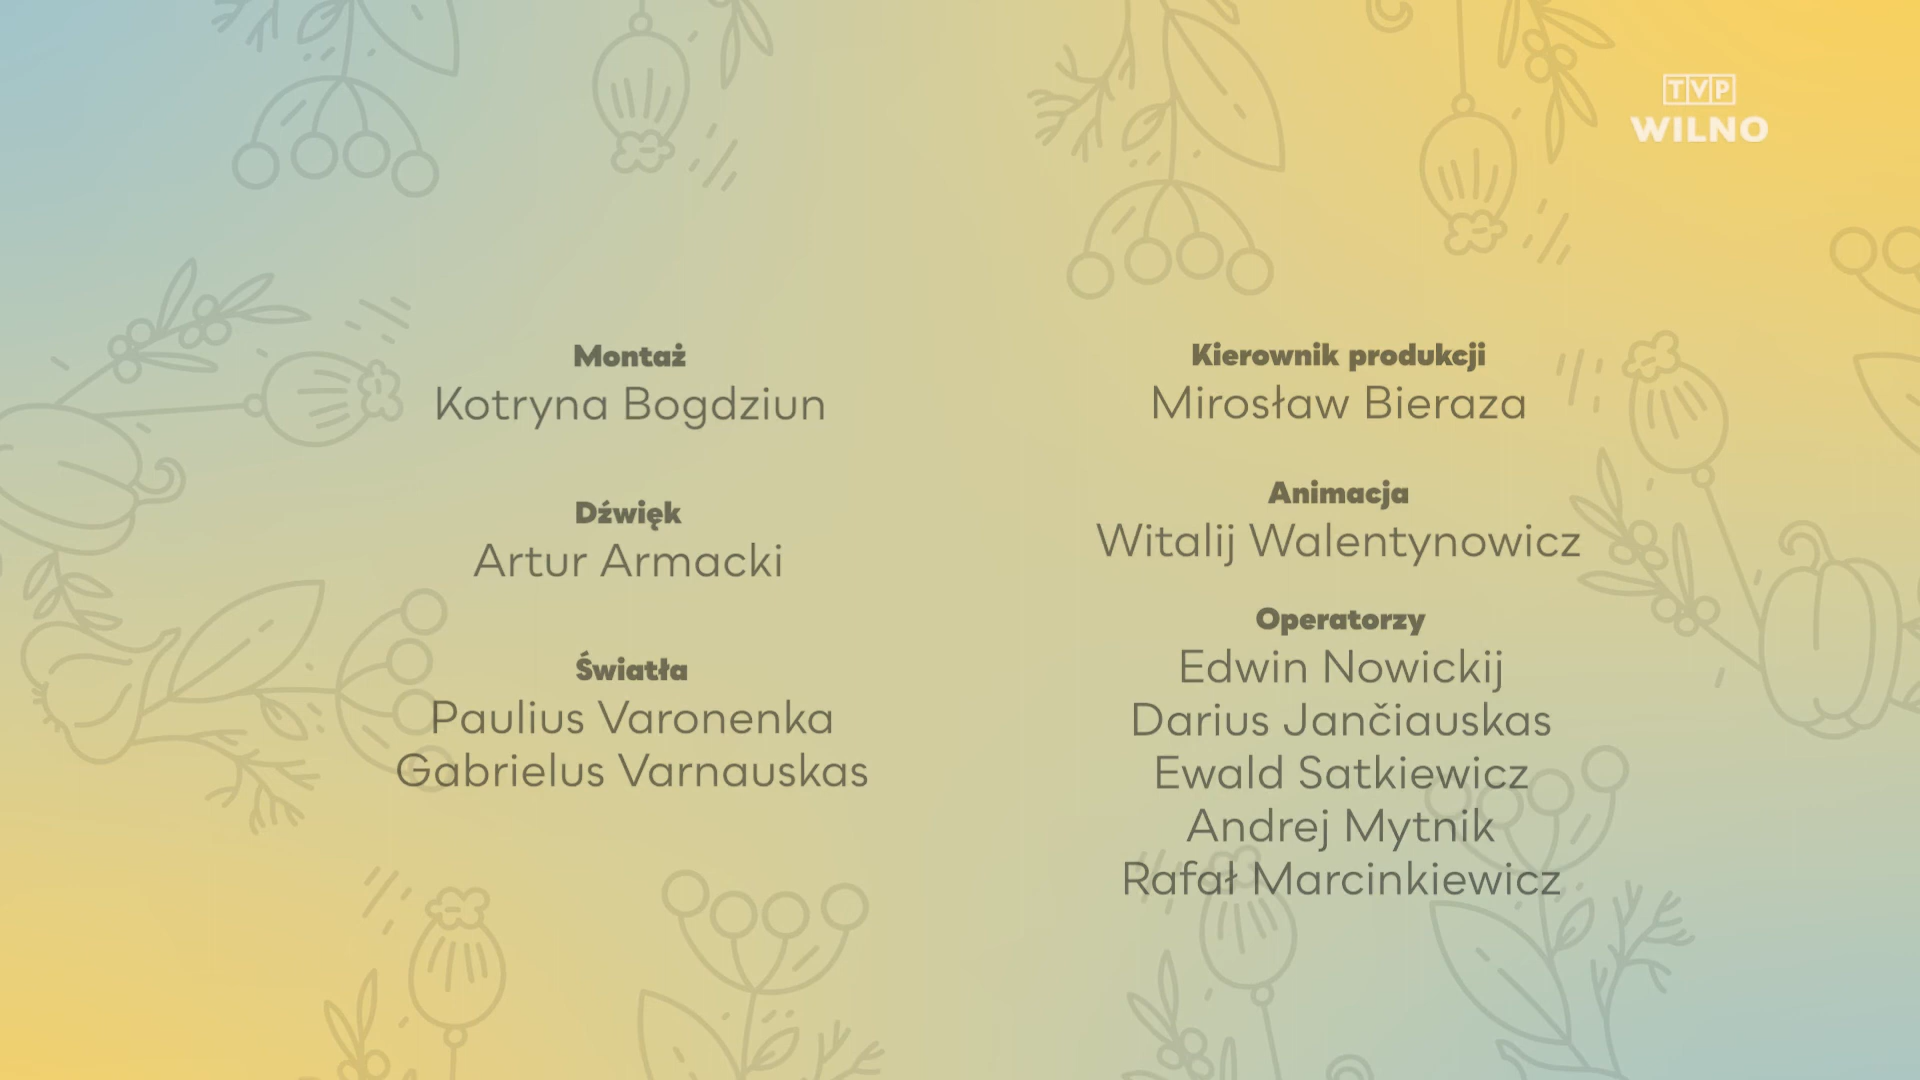 TVP
WILNO
Montaż
Kotryna Bogdziun
Dźwięk
Artur Armacki
Światła
Paulius Varonenka
Gabrielus Varnauskas
Kierownik produkcji
Mirosław Bieraza
Animacja
Witalij Walentynowicz
Operatorzy
Edwin Nowickij
Darius Jančiauskas
Ewald Satkiewicz
Andrej Mytnik
Rafał Marcinkiewicz